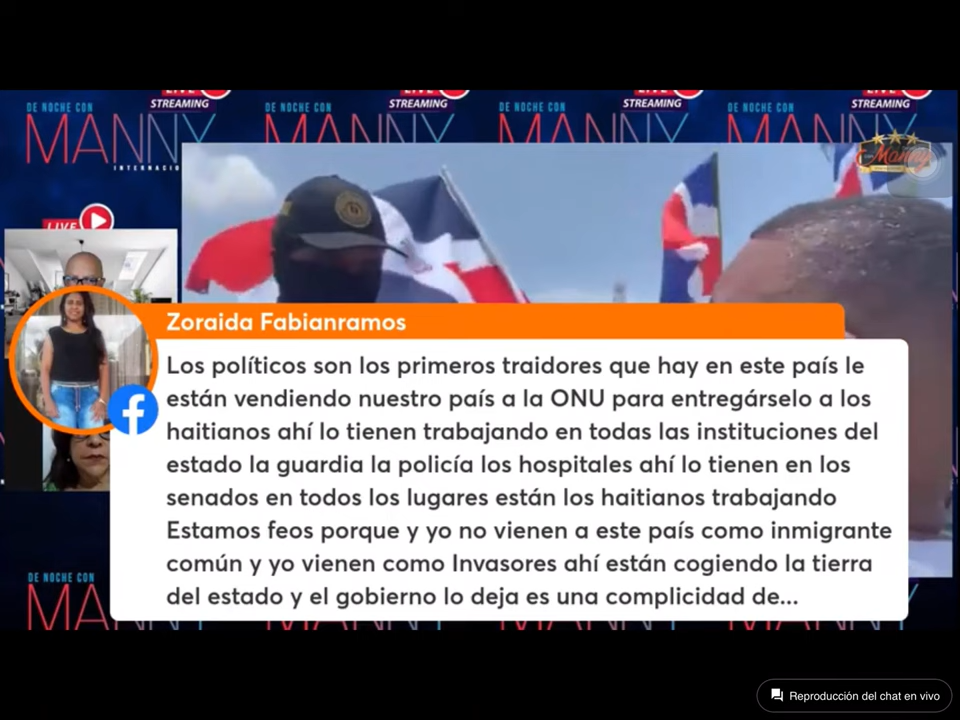 LIVE LIVE LIVE LIVE
STREAMING STREAMING STREAMING STREAMING
DE NOCHE CON DE NOCHE CON DE NOCHE CON DE NOCHE CON
MANNY MANNY MANNY MANNY
INTERNACIO
E-Manny
LIVE
Zoraida Fabianramos
Los políticos son los primeros traidores que hay en este país le
están vendiendo nuestro país a la ONU para entregárselo a los
haitianos ahí lo tienen trabajando en todas las instituciones del
estado la guardia la policía los hospitales ahí lo tienen en los
senados en todos los lugares están los haitianos trabajando
Estamos feos porque y yo no vienen a este país como inmigrante
común y yo vienen como Invasores ahí están cogiendo la tierra
del estado y el gobierno lo deja es una complicidad de...
DE NOCHE CON
MANNY
Reproducción del chat en vivo